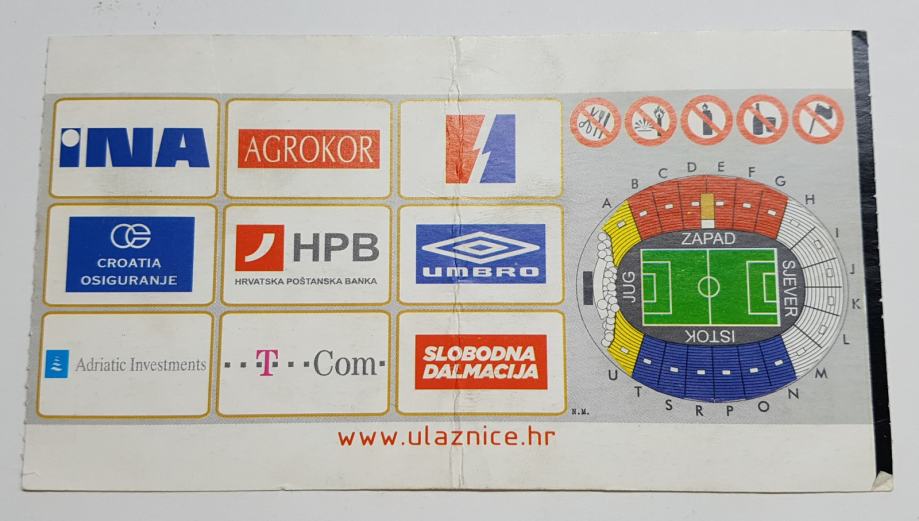 INA
AGROKOR
CROATIA
OSIGURANJE
HPB
HRVATSKA POŠTANSKA BANKA
UMBRO
Adriatic Investments
··T···Com·
SLOBODNA
DALMACIJA
A
B
C
D
E
F
G
H
I
J
K
L
M
N
O
P
R
S
T
U
ZAPAD
JUG
SJEVER
ISTOK
N.M.
www.ulaznice.hr